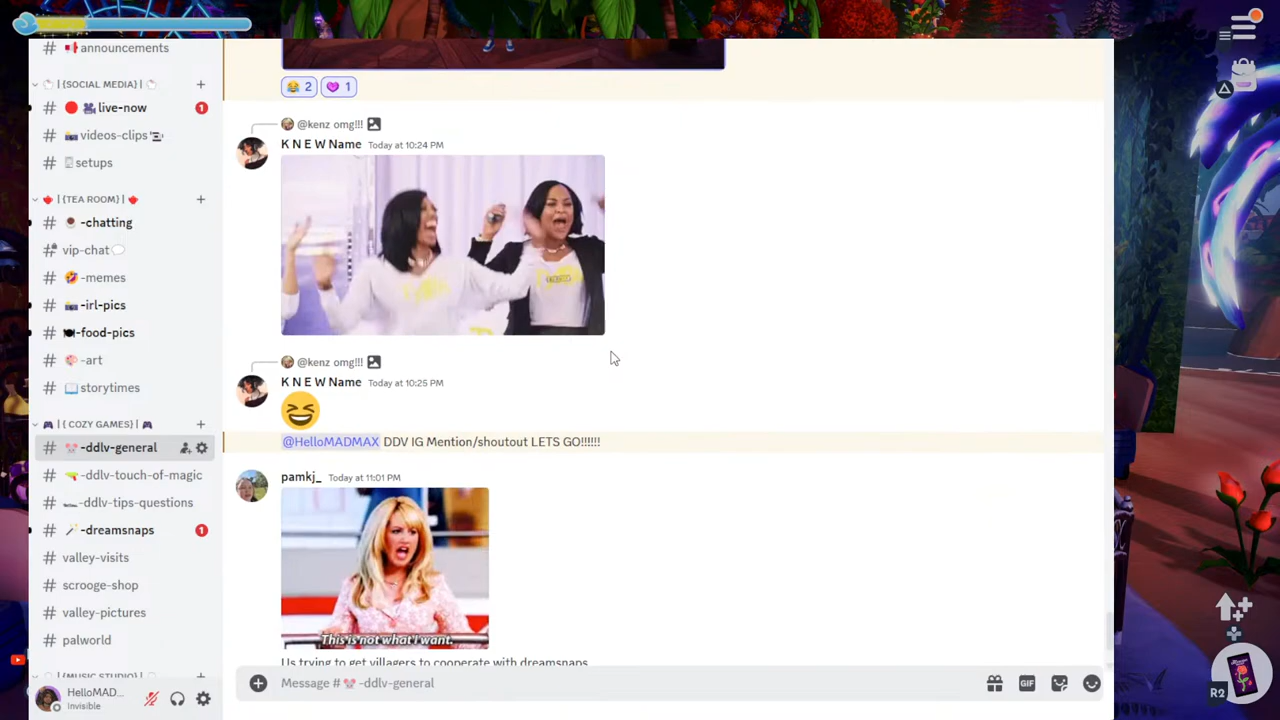 announcements
|{SOCIAL MEDIA}|
live-now
1
videos-clips
setups
|{TEA ROOM}|
-chatting
vip-chat
-memes
-irl-pics
-food-pics
-art
storytimes
|{ COZY GAMES}|
-ddlv-general
-ddlv-touch-of-magic
-ddlv-tips-questions
-dreamsnaps
1
valley-visits
scrooge-shop
valley-pictures
palworld
HelloMAD...
Invisible
2
1
@kenz omg!!!
K N E W Name Today at 10:24 PM
@kenz omg!!!
K N E W Name Today at 10:25 PM
@HelloMADMAX DDV IG Mention/shoutout LETS GO!!!!!!
pamkj_ Today at 11:01 PM
This is not what I want.
Us trying to get villagers to cooperate with dreamsnaps
Message # -ddlv-general
GIF
R2